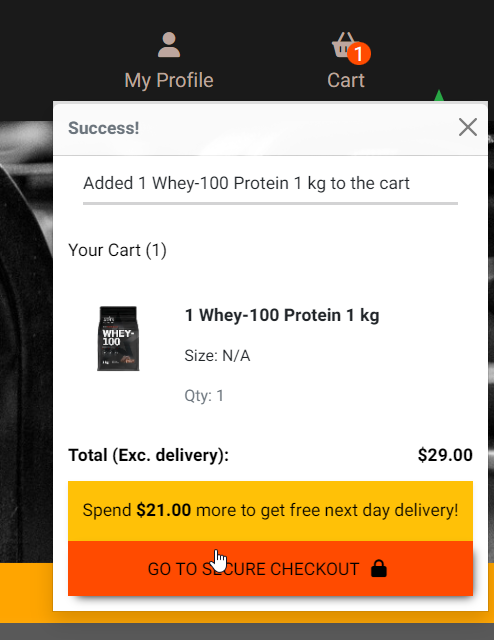 1
My Profile
Cart
Success!
Added 1 Whey-100 Protein 1 kg to the cart
Your Cart (1)
WHEY-
100
1 Whey-100 Protein 1 kg
Size: N/A
Qty: 1
Total (Exc. delivery): $29.00
Spend $21.00 more to get free next day delivery!
GO TO SECURE CHECKOUT